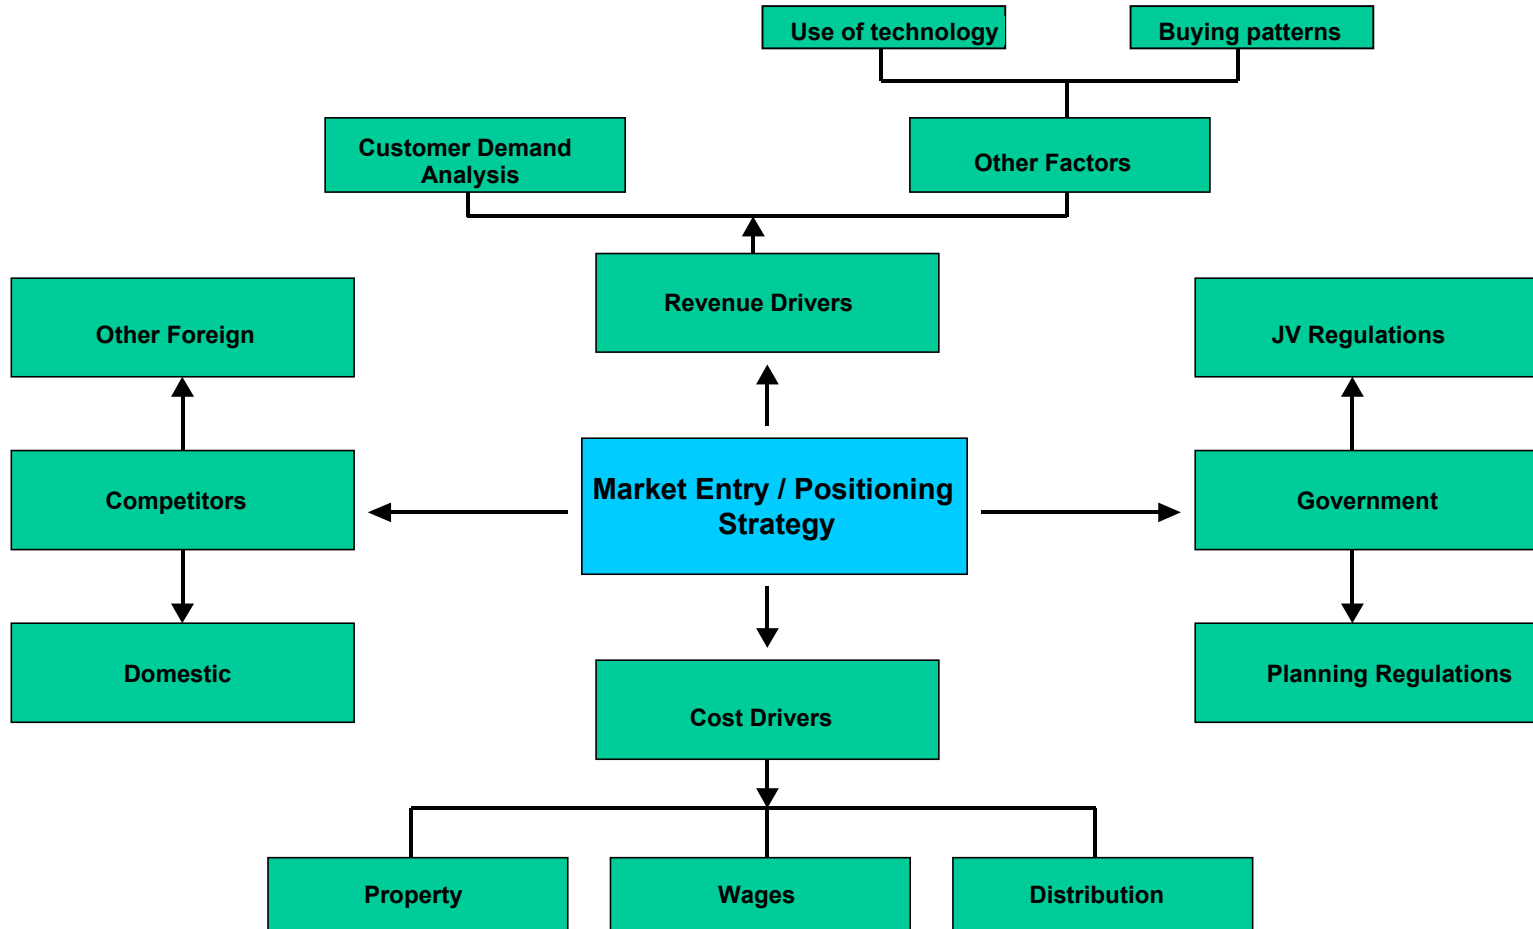 Use of technology
Buying patterns
Customer Demand
Analysis
Other Factors
Revenue Drivers
Other Foreign
JV Regulations
Market Entry / Positioning
Strategy
Competitors
Government
Domestic
Planning Regulations
Cost Drivers
Property
Wages
Distribution